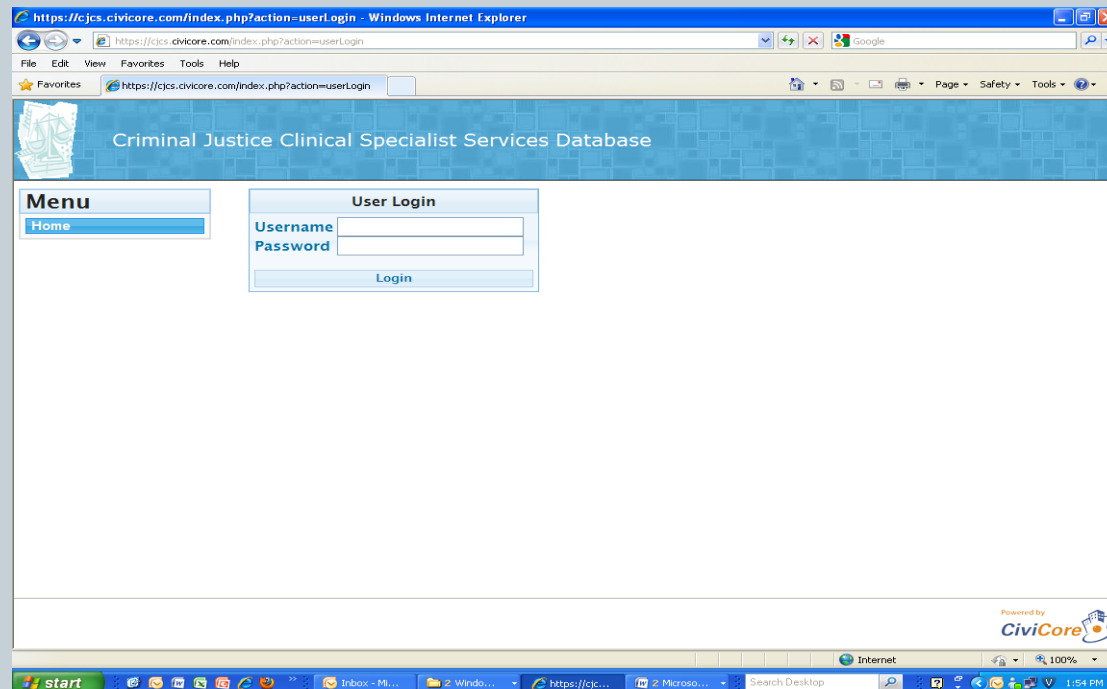 https://cjcs.civicore.com/index.php?action=userLogin - Windows Internet Explorer
https://cjcs.civicore.com/index.php?action=userLogin
Google
File Edit View Favorites Tools Help
Favorites
https://cjcs.civicore.com/index.php?action=userLogin
Page Safety Tools
Criminal Justice Clinical Specialist Services Database
Menu
Home
User Login
Username
Password
Login
Powered by
CiviCore
Internet
100%
start
Inbox - Mi...
2 Windo...
https://cjc...
2 Microso...
Search Desktop
1:54 PM